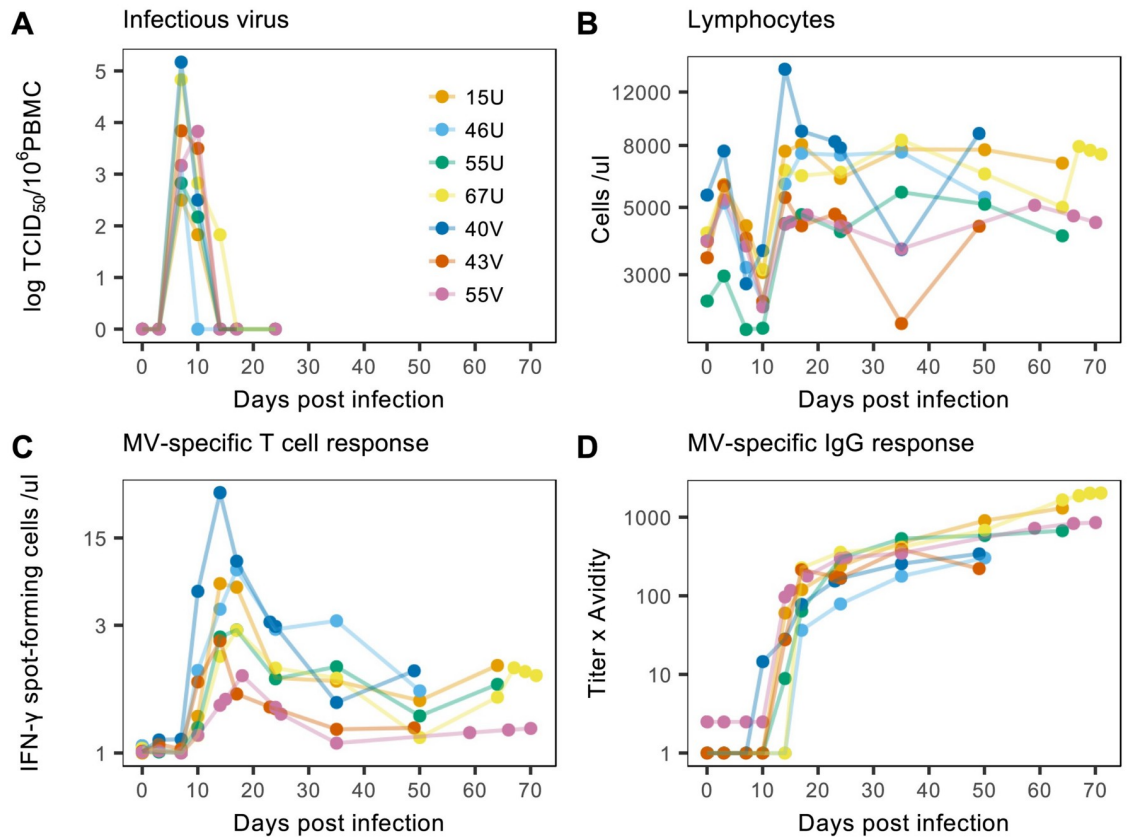 A Infectious virus
log TCID50/10^6PBMC
5
4
3
2
1
0
15U
46U
55U
67U
40V
43V
55V
0 10 20 30 40 50 60 70
Days post infection
B Lymphocytes
Cells /ul
12000
8000
5000
3000
0 10 20 30 40 50 60 70
Days post infection
C MV-specific T cell response
IFN-γ spot-forming cells /ul
15
3
1
0 10 20 30 40 50 60 70
Days post infection
D MV-specific IgG response
Titer x Avidity
1000
100
10
1
0 10 20 30 40 50 60 70
Days post infection